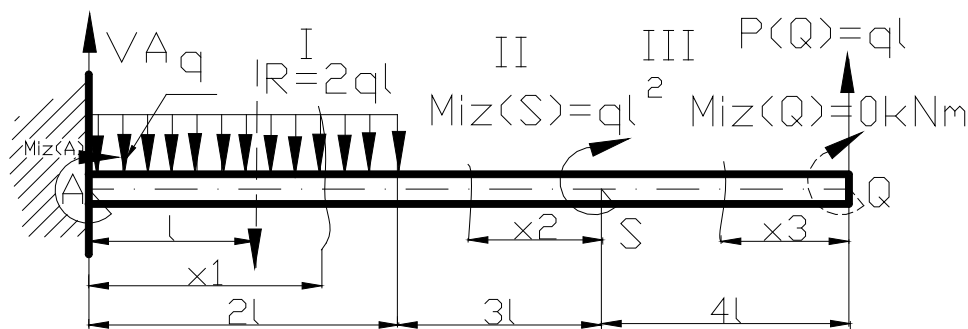 I
II
III
P(Q)=ql
VA
q
R=2ql
Miz(S)=ql²
Miz(Q)=0kNm
Miz(A)
A
S
Q
l
x2
x3
x1
2l
3l
4l